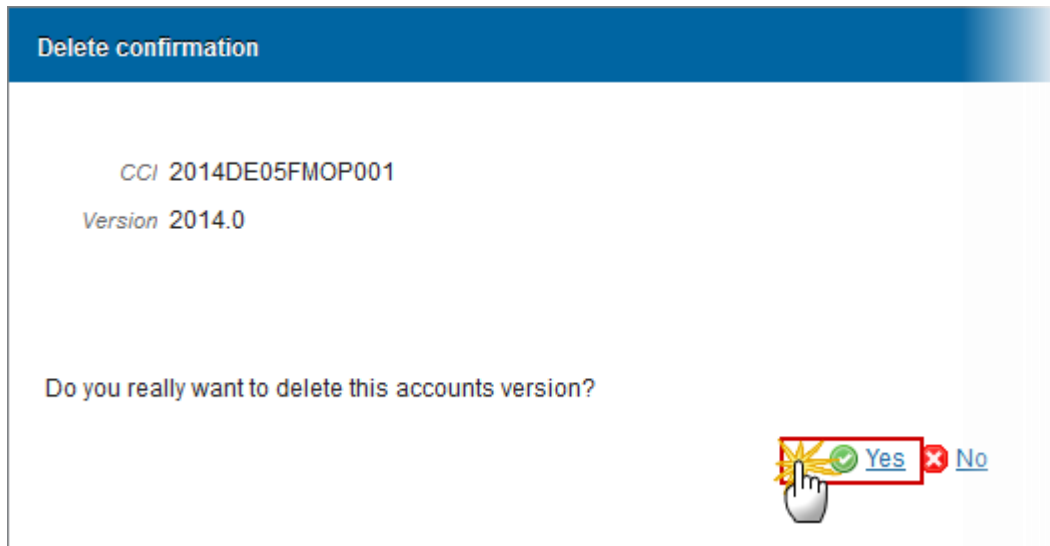 Delete confirmation
CCI 2014DE05FMOP001
Version 2014.0
Do you really want to delete this accounts version?
Yes No